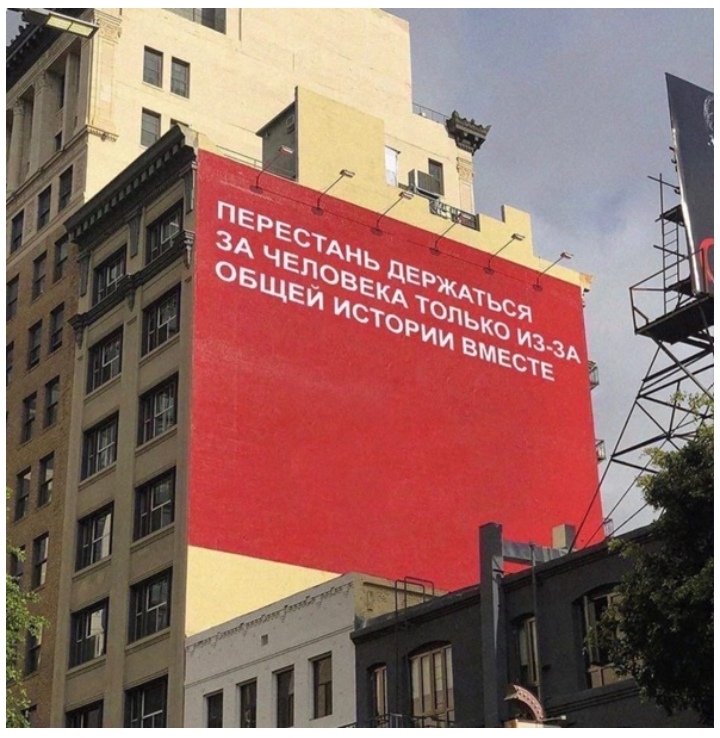 ПЕРЕСТАНЬ ДЕРЖАТЬСЯ
ЗА ЧЕЛОВЕКА ТОЛЬКО ИЗ-ЗА
ОБЩЕЙ ИСТОРИИ ВМЕСТЕ